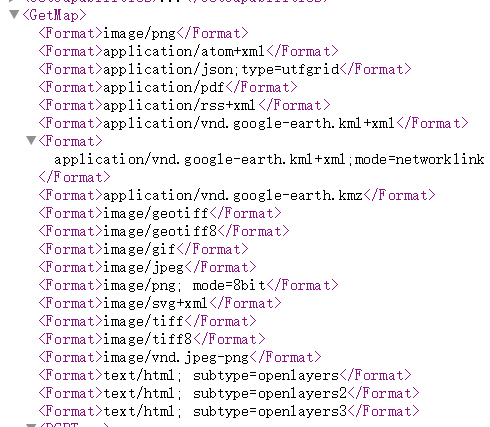 <GetMap>
<Format>image/png</Format>
<Format>application/atom+xml</Format>
<Format>application/json;type=utfgrid</Format>
<Format>application/pdf</Format>
<Format>application/rss+xml</Format>
<Format>application/vnd.google-earth.kml+xml</Format>
<Format>
application/vnd.google-earth.kml+xml;mode=networklink
</Format>
<Format>application/vnd.google-earth.kmz</Format>
<Format>image/geotiff</Format>
<Format>image/geotiff8</Format>
<Format>image/gif</Format>
<Format>image/jpeg</Format>
<Format>image/png; mode=8bit</Format>
<Format>image/svg+xml</Format>
<Format>image/tiff</Format>
<Format>image/tiff8</Format>
<Format>image/vnd.jpeg-png</Format>
<Format>text/html; subtype=openlayers</Format>
<Format>text/html; subtype=openlayers2</Format>
<Format>text/html; subtype=openlayers3</Format>